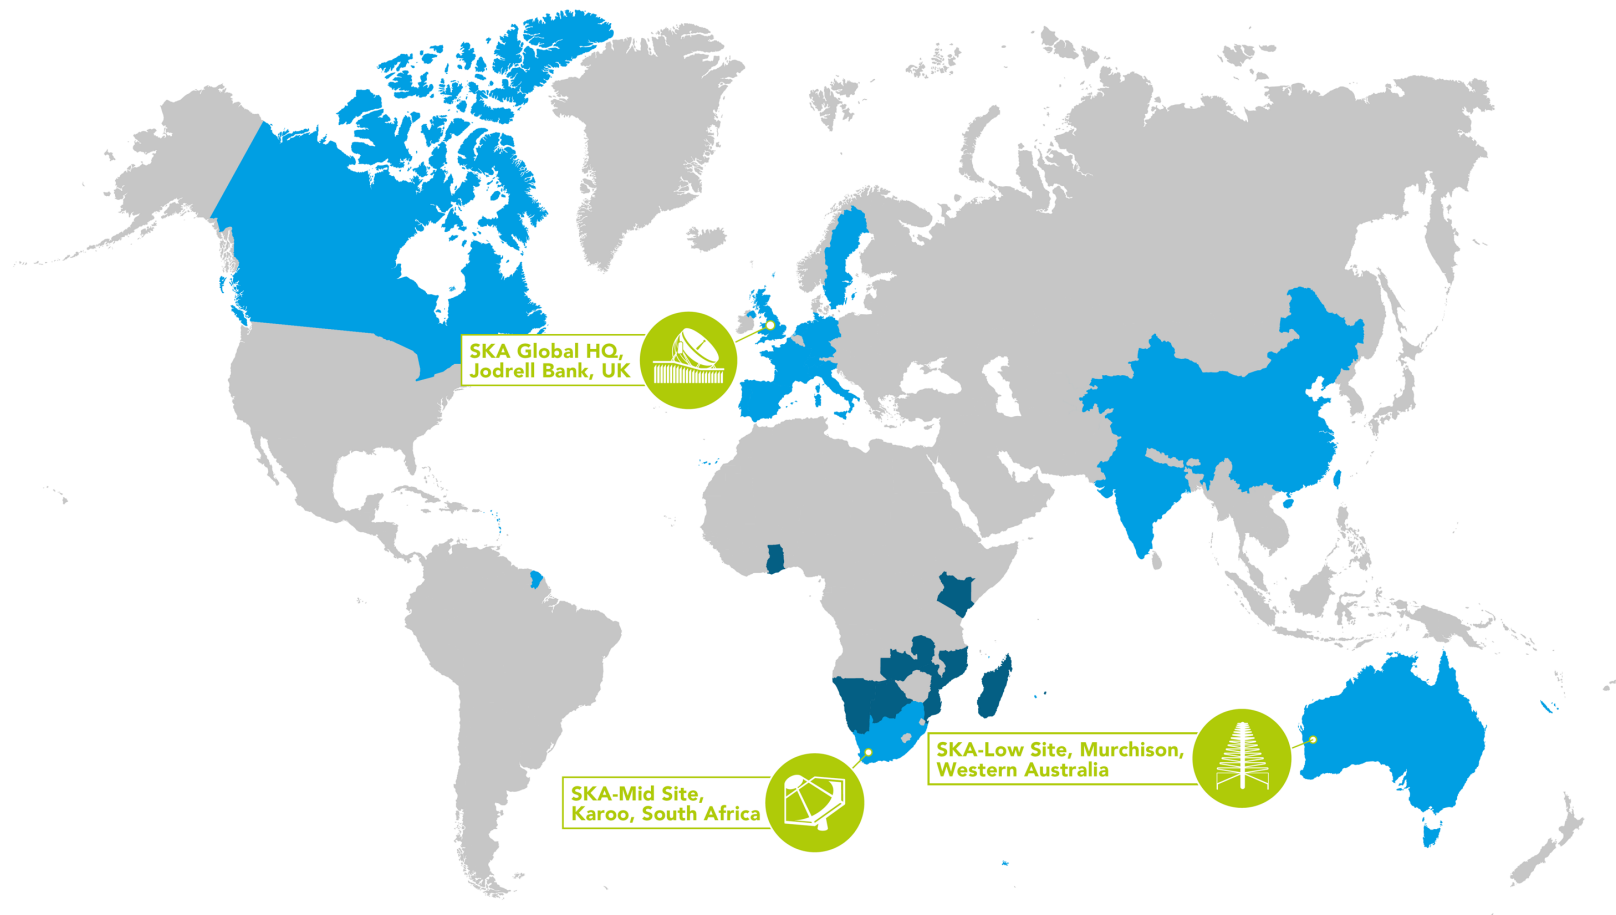 SKA Global HQ,
Jodrell Bank, UK
SKA-Low Site, Murchison,
Western Australia
SKA-Mid Site,
Karoo, South Africa